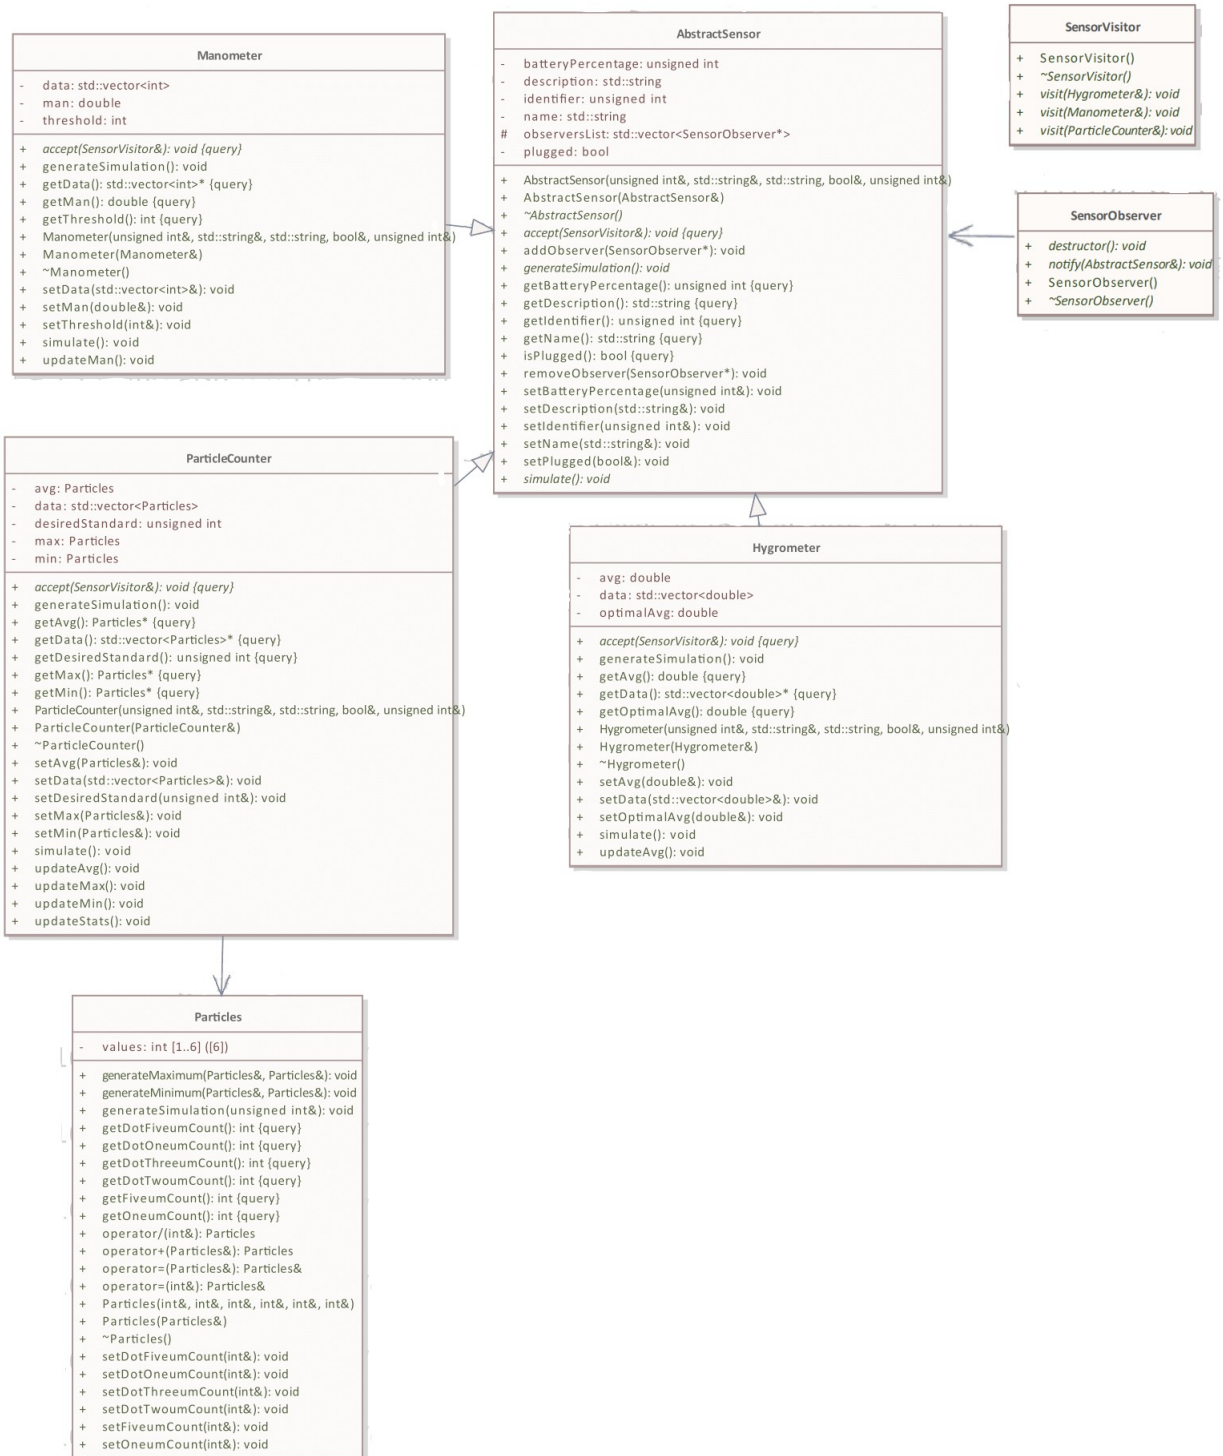 Manometer
- data: std::vector<int>
- man: double
- threshold: int
+ accept(SensorVisitor&): void {query}
+ generateSimulation(): void
+ getData(): std::vector<int>* {query}
+ getMan(): double {query}
+ getThreshold(): int {query}
+ Manometer(unsigned int&, std::string&, std::string, bool&, unsigned int&)
+ Manometer(Manometer&)
+ ~Manometer()
+ setData(std::vector<int>&): void
+ setMan(double&): void
+ setThreshold(int&): void
+ simulate(): void
+ updateMan(): void
AbstractSensor
- batteryPercentage: unsigned int
- description: std::string
- identifier: unsigned int
- name: std::string
# observersList: std::vector<SensorObserver*>
- plugged: bool
+ AbstractSensor(unsigned int&, std::string&, std::string, bool&, unsigned int&)
+ AbstractSensor(AbstractSensor&)
+ ~AbstractSensor()
+ accept(SensorVisitor&): void {query}
+ addObserver(SensorObserver*): void
+ generateSimulation(): void
+ getBatteryPercentage(): unsigned int {query}
+ getDescription(): std::string {query}
+ getIdentifier(): unsigned int {query}
+ getName(): std::string {query}
+ isPlugged(): bool {query}
+ removeObserver(SensorObserver*): void
+ setBatteryPercentage(unsigned int&): void
+ setDescription(std::string&): void
+ setIdentifier(unsigned int&): void
+ setName(std::string&): void
+ setPlugged(bool&): void
+ simulate(): void
SensorVisitor
+ SensorVisitor()
+ ~SensorVisitor()
+ visit(Hygrometer&): void
+ visit(Manometer&): void
+ visit(ParticleCounter&): void
SensorObserver
+ destructor(): void
+ notify(AbstractSensor&): void
+ SensorObserver()
+ ~SensorObserver()
ParticleCounter
- avg: Particles
- data: std::vector<Particles>
- desiredStandard: unsigned int
- max: Particles
- min: Particles
+ accept(SensorVisitor&): void {query}
+ generateSimulation(): void
+ getAvg(): Particles* {query}
+ getData(): std::vector<Particles>* {query}
+ getDesiredStandard(): unsigned int {query}
+ getMax(): Particles* {query}
+ getMin(): Particles* {query}
+ ParticleCounter(unsigned int&, std::string&, std::string, bool&, unsigned int&)
+ ParticleCounter(ParticleCounter&)
+ ~ParticleCounter()
+ setAvg(Particles&): void
+ setData(std::vector<Particles>&): void
+ setDesiredStandard(unsigned int&): void
+ setMax(Particles&): void
+ setMin(Particles&): void
+ simulate(): void
+ updateAvg(): void
+ updateMax(): void
+ updateMin(): void
+ updateStats(): void
Hygrometer
- avg: double
- data: std::vector<double>
- optimalAvg: double
+ accept(SensorVisitor&): void {query}
+ generateSimulation(): void
+ getAvg(): double {query}
+ getData(): std::vector<double>* {query}
+ getOptimalAvg(): double {query}
+ Hygrometer(unsigned int&, std::string&, std::string, bool&, unsigned int&)
+ Hygrometer(Hygrometer&)
+ ~Hygrometer()
+ setAvg(double&): void
+ setData(std::vector<double>&): void
+ setOptimalAvg(double&): void
+ simulate(): void
+ updateAvg(): void
Particles
- values: int [1..6] ([6])
+ generateMaximum(Particles&, Particles&): void
+ generateMinimum(Particles&, Particles&): void
+ generateSimulation(unsigned int&): void
+ getDotFiveumCount(): int {query}
+ getDotOneumCount(): int {query}
+ getDotThreeumCount(): int {query}
+ getDotTwoumCount(): int {query}
+ getFiveumCount(): int {query}
+ getOneumCount(): int {query}
+ operator/(int&): Particles
+ operator+(Particles&): Particles
+ operator=(Particles&): Particles&
+ operator=(int&): Particles&
+ Particles(int&, int&, int&, int&, int&, int&)
+ Particles(Particles&)
+ ~Particles()
+ setDotFiveumCount(int&): void
+ setDotOneumCount(int&): void
+ setDotThreeumCount(int&): void
+ setDotTwoumCount(int&): void
+ setFiveumCount(int&): void
+ setOneumCount(int&): void